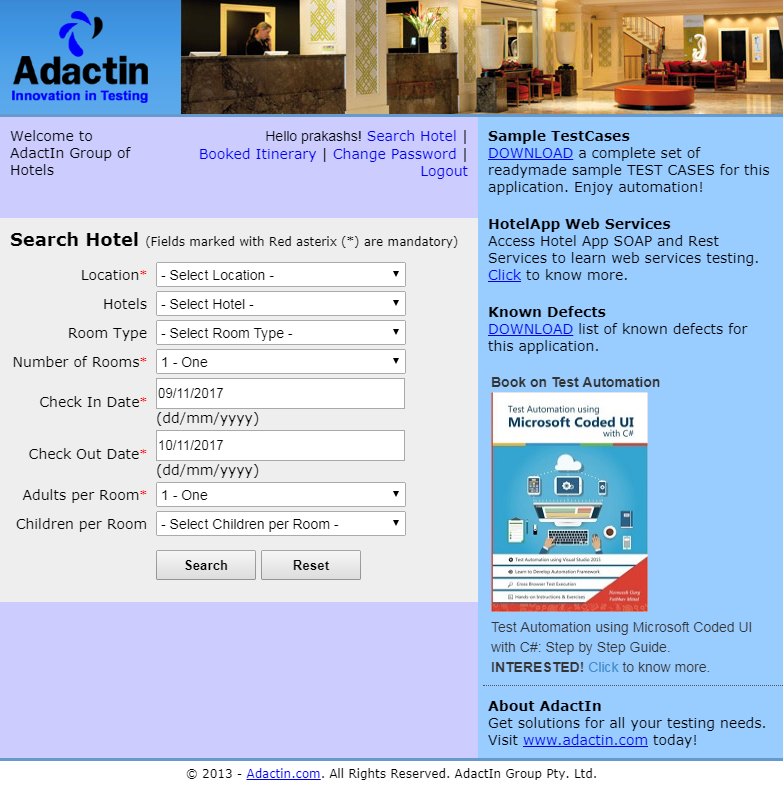 Adactin
Innovation in Testing
Welcome to
AdactIn Group of
Hotels
Hello prakashs! Search Hotel |
Booked Itinerary | Change Password |
Logout
Search Hotel (Fields marked with Red asterix (*) are mandatory)
Location* - Select Location -
Hotels - Select Hotel -
Room Type - Select Room Type -
Number of Rooms* 1 - One
Check In Date* 09/11/2017
(dd/mm/yyyy)
Check Out Date* 10/11/2017
(dd/mm/yyyy)
Adults per Room* 1 - One
Children per Room - Select Children per Room -
Search Reset
Sample TestCases
DOWNLOAD a complete set of
readymade sample TEST CASES for this
application. Enjoy automation!
HotelApp Web Services
Access Hotel App SOAP and Rest
Services to learn web services testing.
Click to know more.
Known Defects
DOWNLOAD list of known defects for
this application.
Book on Test Automation
Test Automation using
Microsoft Coded UI
with C#
Test Automation using Visual Studio 2015
Learn to Develop Automation Framework
Cross Browser Test Execution
Hands-on Instructions & Exercises
Test Automation using Microsoft Coded UI
with C#: Step by Step Guide.
INTERESTED! Click to know more.
About AdactIn
Get solutions for all your testing needs.
Visit www.adactin.com today!
© 2013 - Adactin.com. All Rights Reserved. AdactIn Group Pty. Ltd.